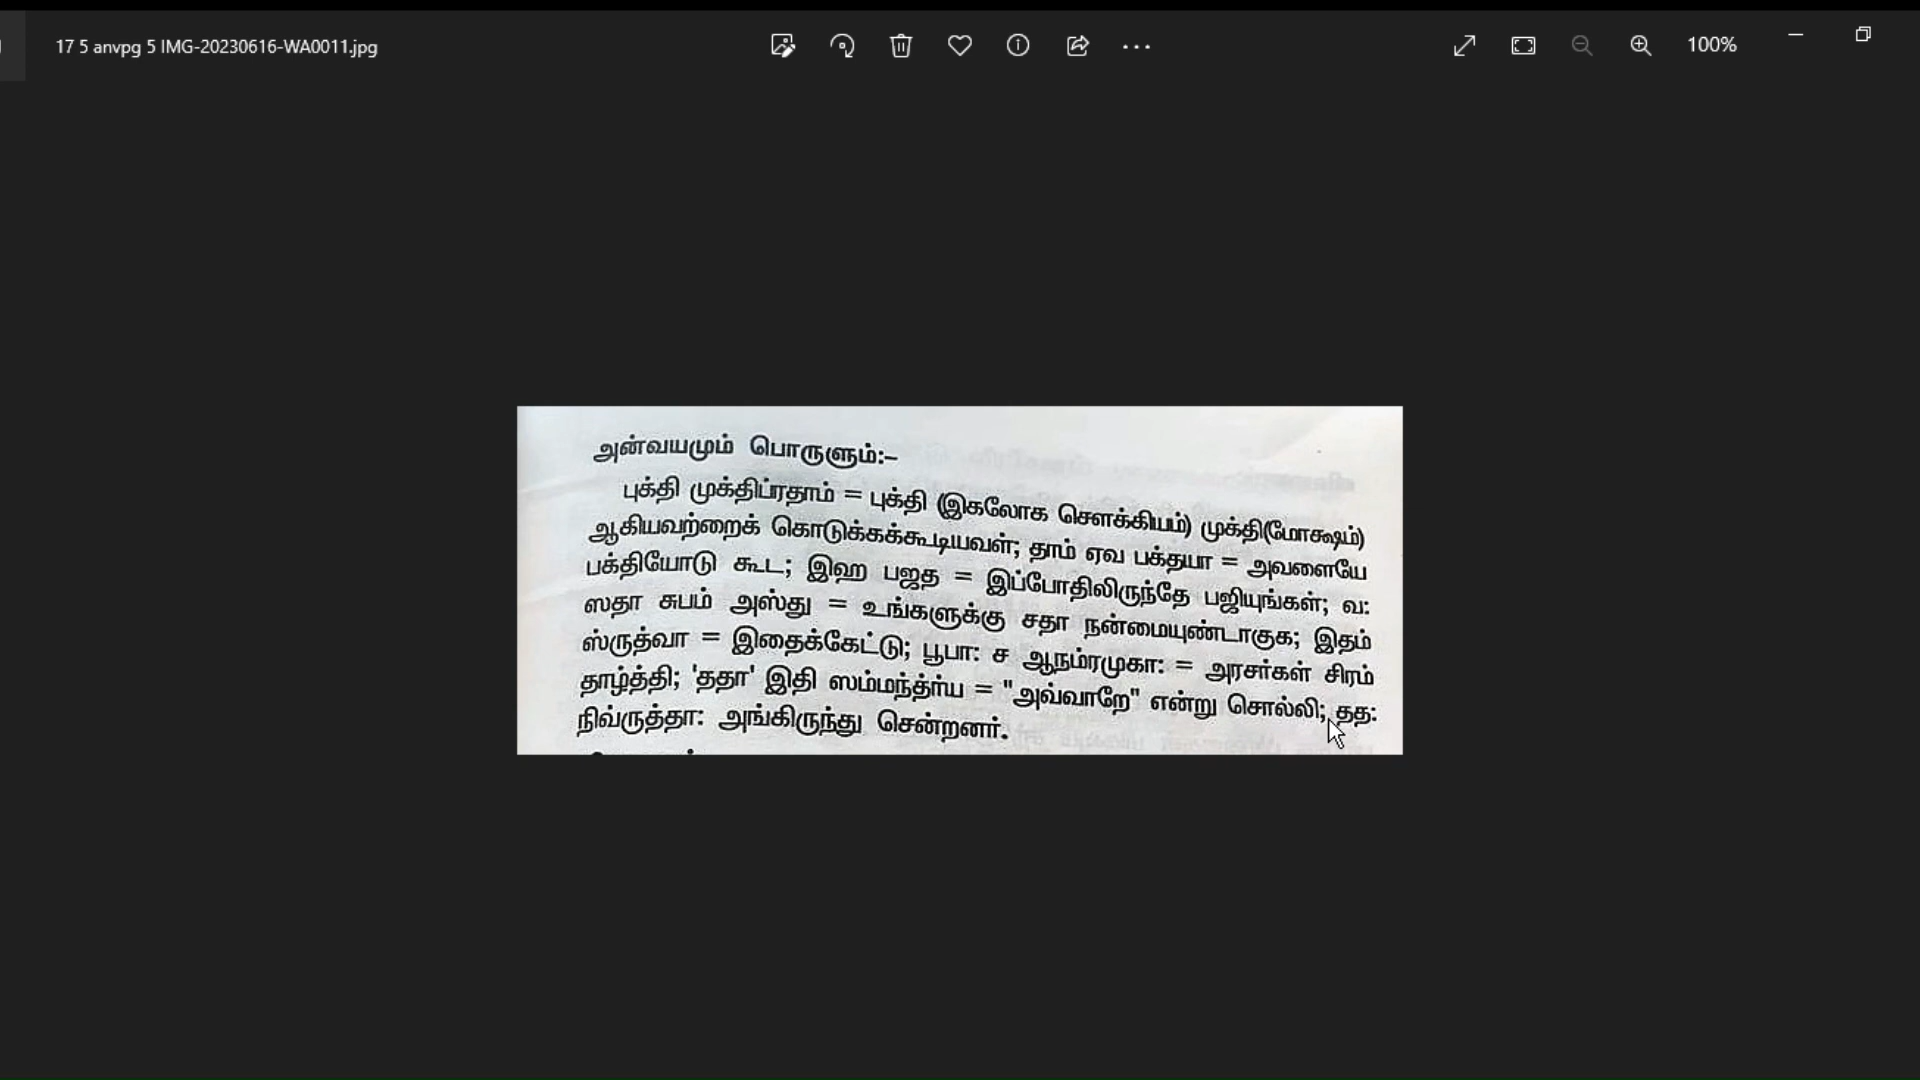 17 5 anvpg 5 IMG-20230616-WA0011.jpg
100%
அன்வயமும் பொருளும்:–
புக்தி முக்திப்ரதாம் = புக்தி (இகலோக சௌக்கியம்) முக்தி(மோக்ஷம்)
ஆகியவற்றைக் கொடுக்கக்கூடியவள்; தாம் ஏவ பக்த்யா = அவளையே
பக்தியோடு கூட; இஹ பஜத = இப்போதிலிருந்தே பஜியுங்கள்; வ:
ஸதா சுபம் அஸ்து = உங்களுக்கு சதா நன்மையுண்டாகுக; இதம்
ஸ்ருத்வா = இதைக்கேட்டு; பூபா: ச ஆநம்ரமுகா: = அரசர்கள் சிரம்
தாழ்த்தி; 'ததா' இதி ஸம்மந்த்ர்ய = "அவ்வாறே" என்று சொல்லி; தத:
நிவ்ருத்தா: அங்கிருந்து சென்றனர்.